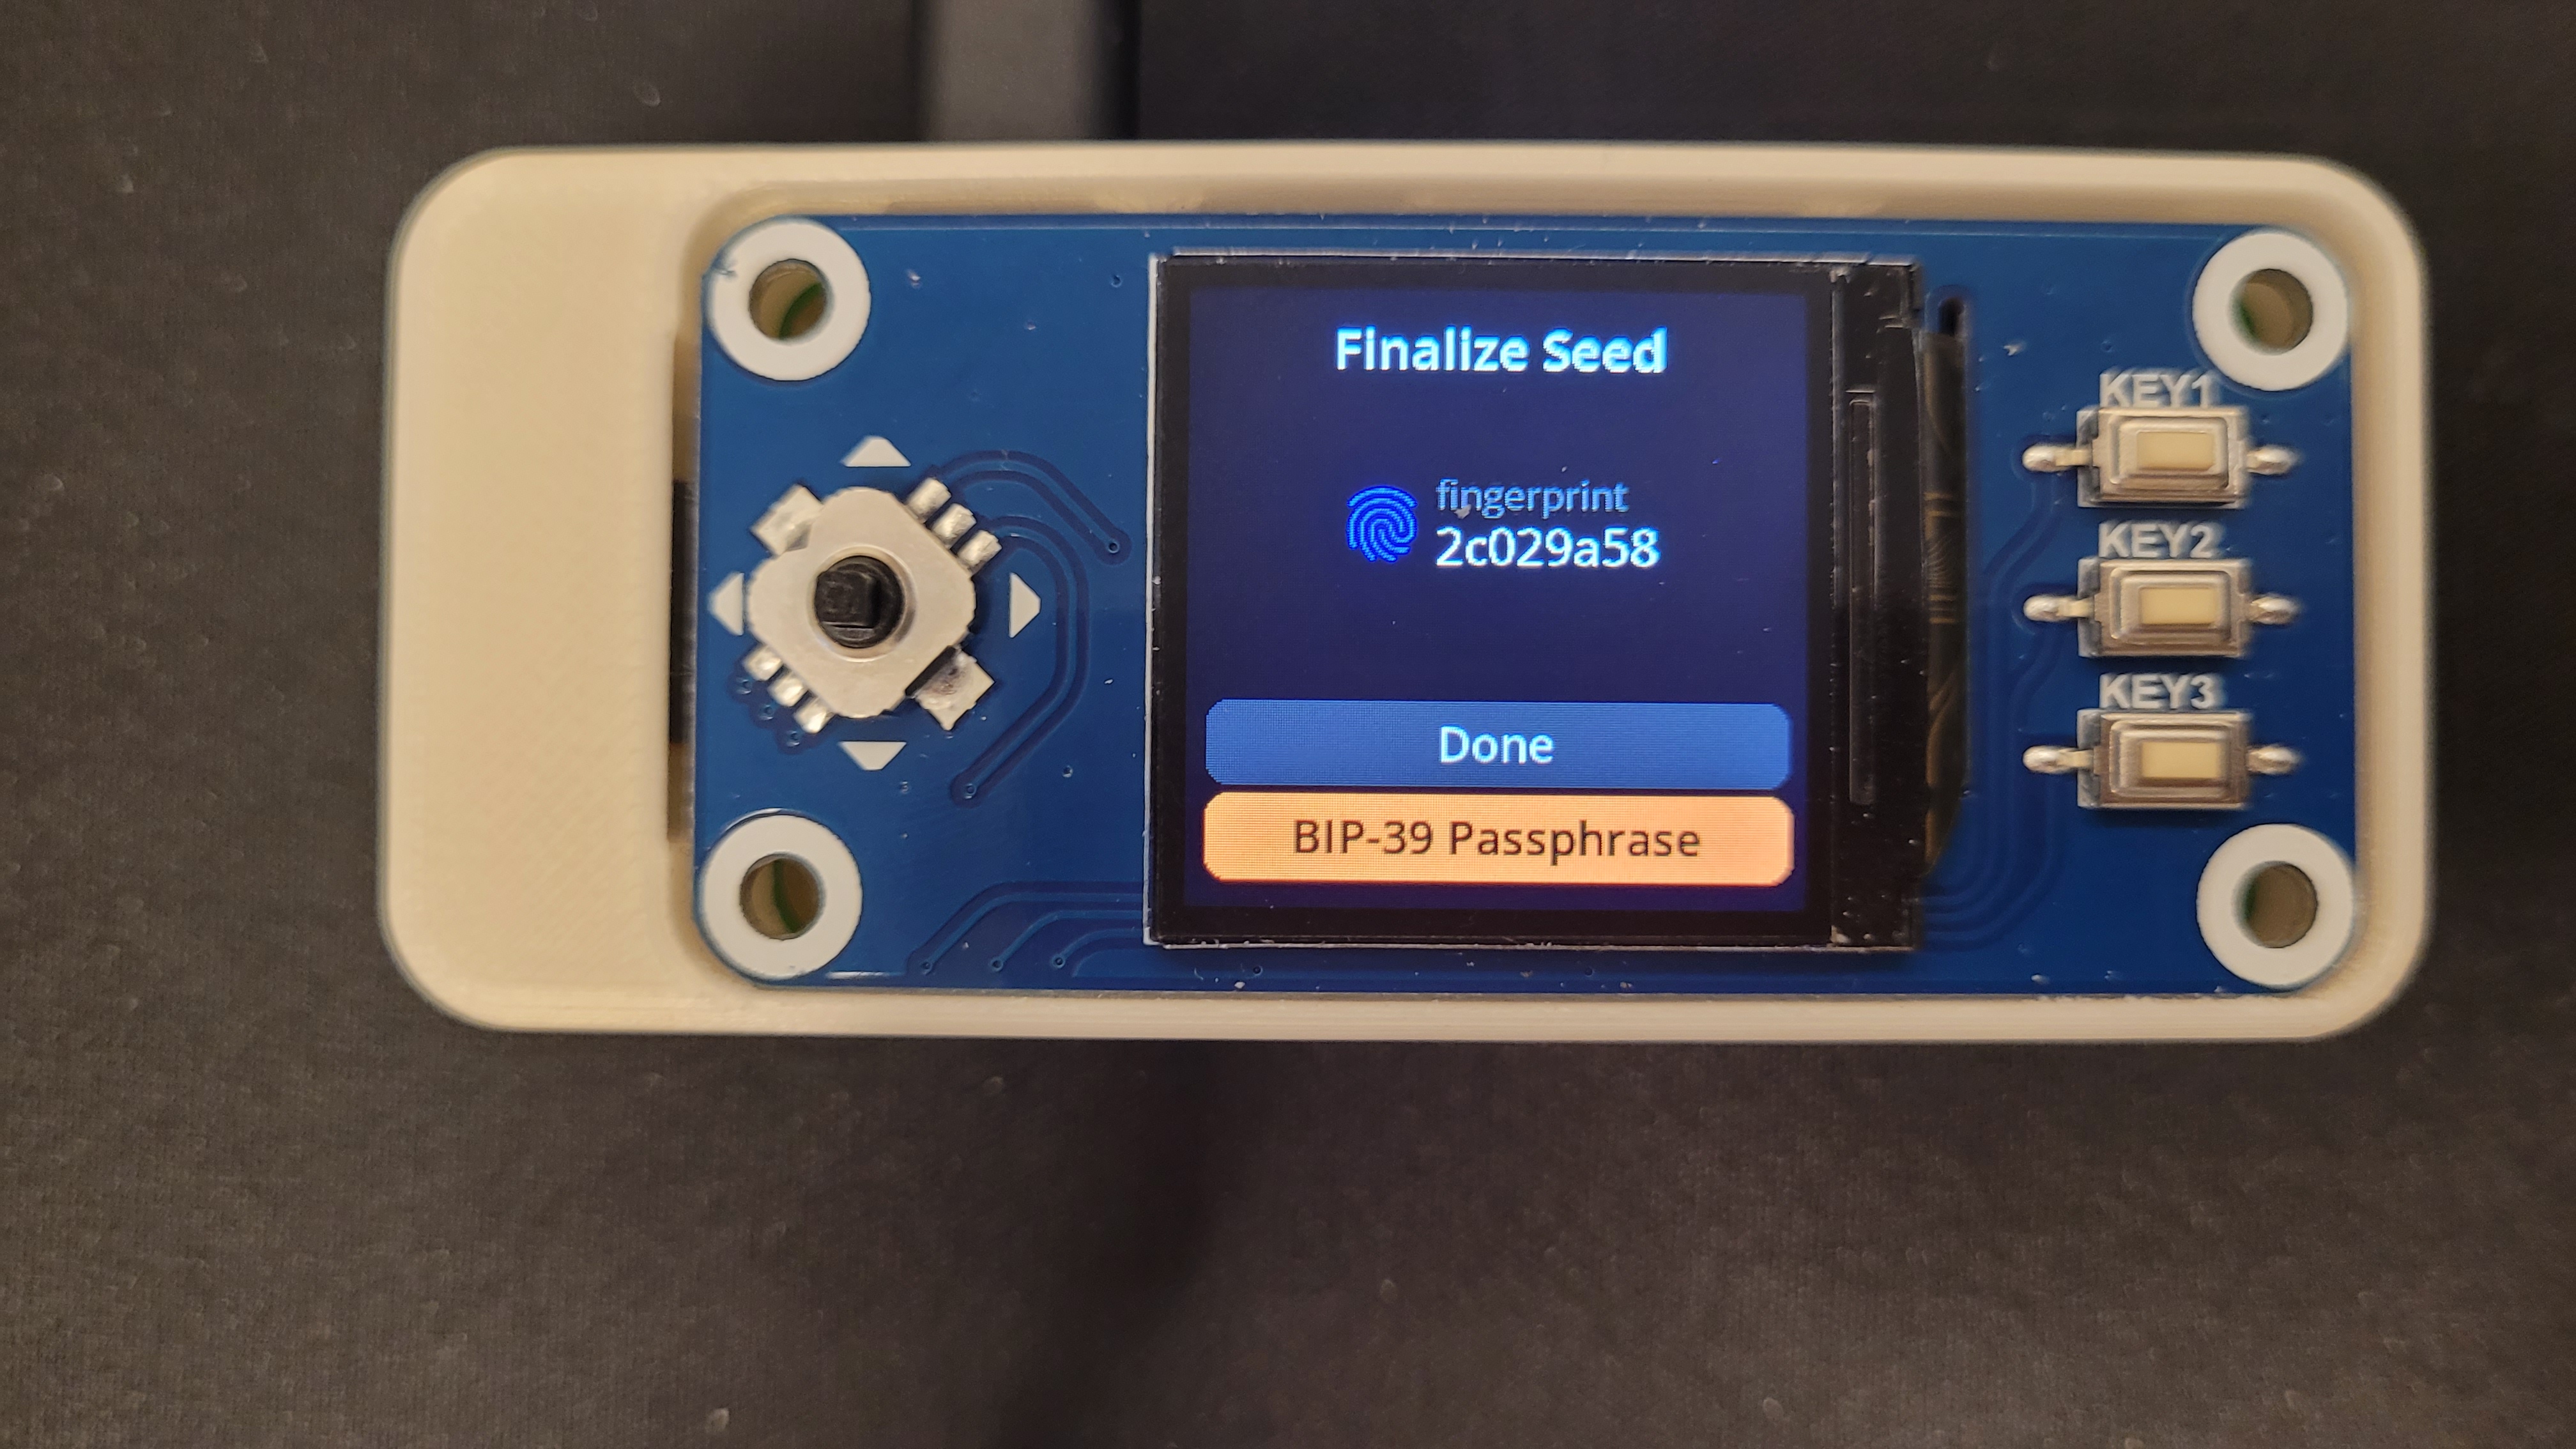 Finalize Seed
fingerprint
2c029a58
Done
BIP-39 Passphrase
KEY1
KEY2
KEY3